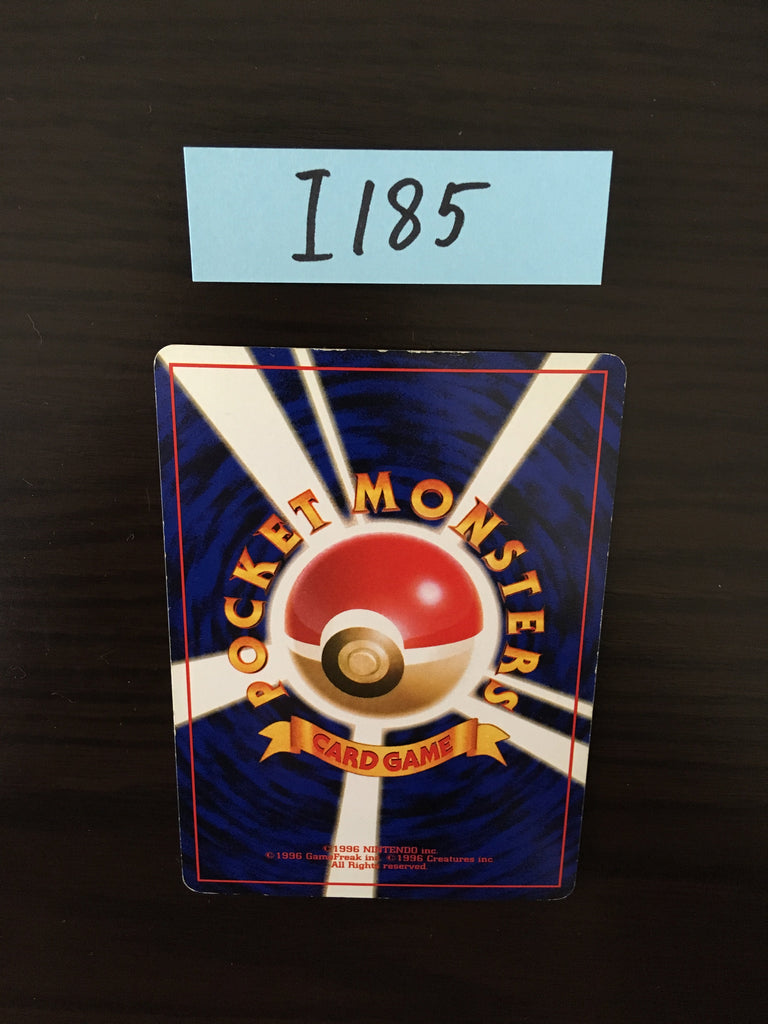 I185
POCKET MONSTERS
CARD GAME
©1996 NINTENDO inc.
©1996 GameFreak inc. ©1996 Creatures inc.
All Rights reserved.